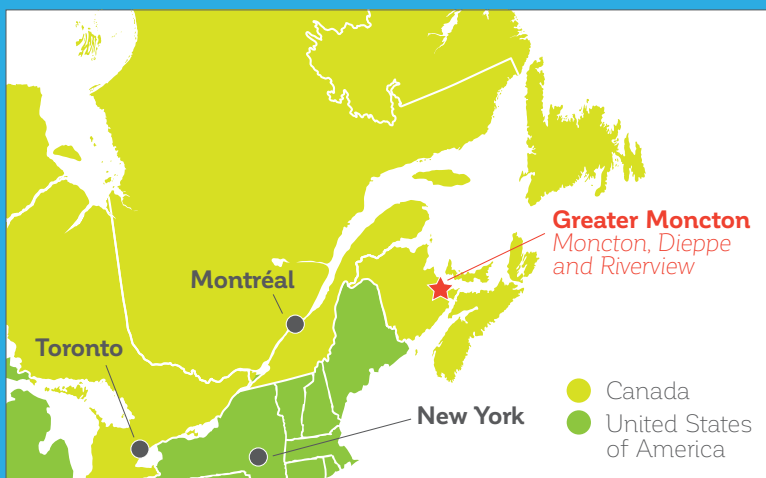 Greater Moncton
Moncton, Dieppe
and Riverview
Montréal
Toronto
New York
Canada
United States
of America